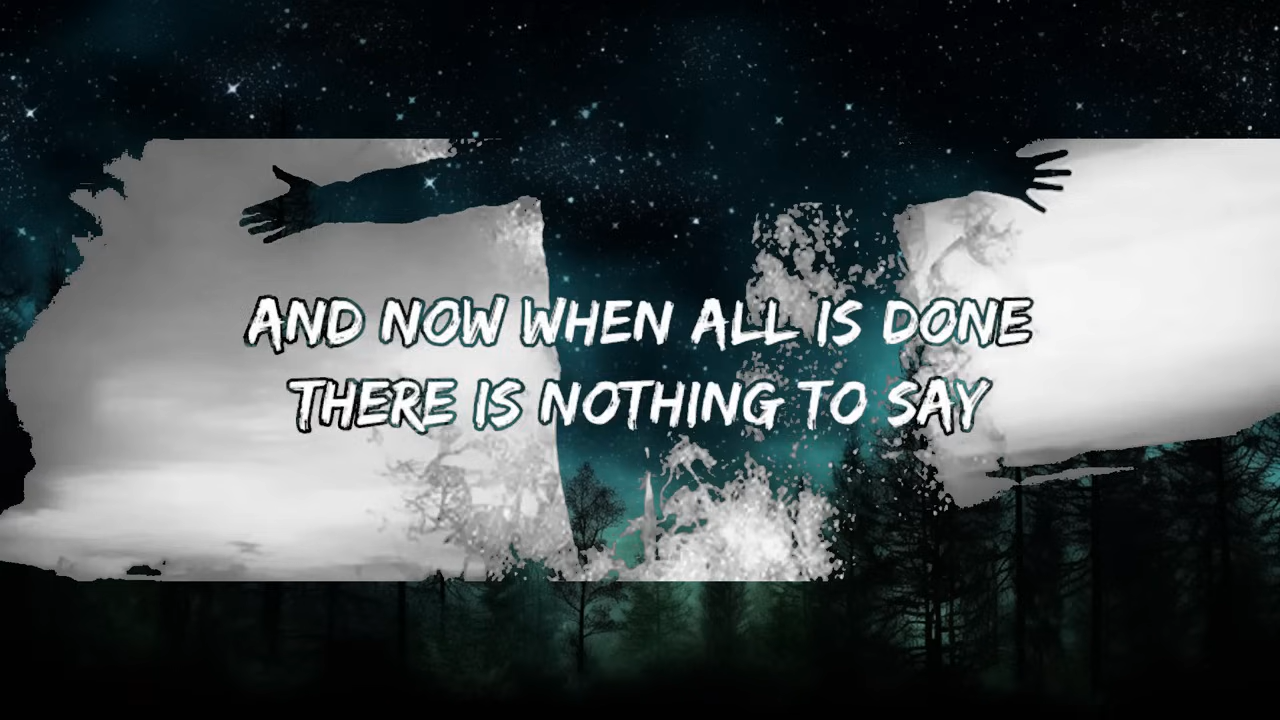 AND NOW WHEN ALL IS DONE
THERE IS NOTHING TO SAY